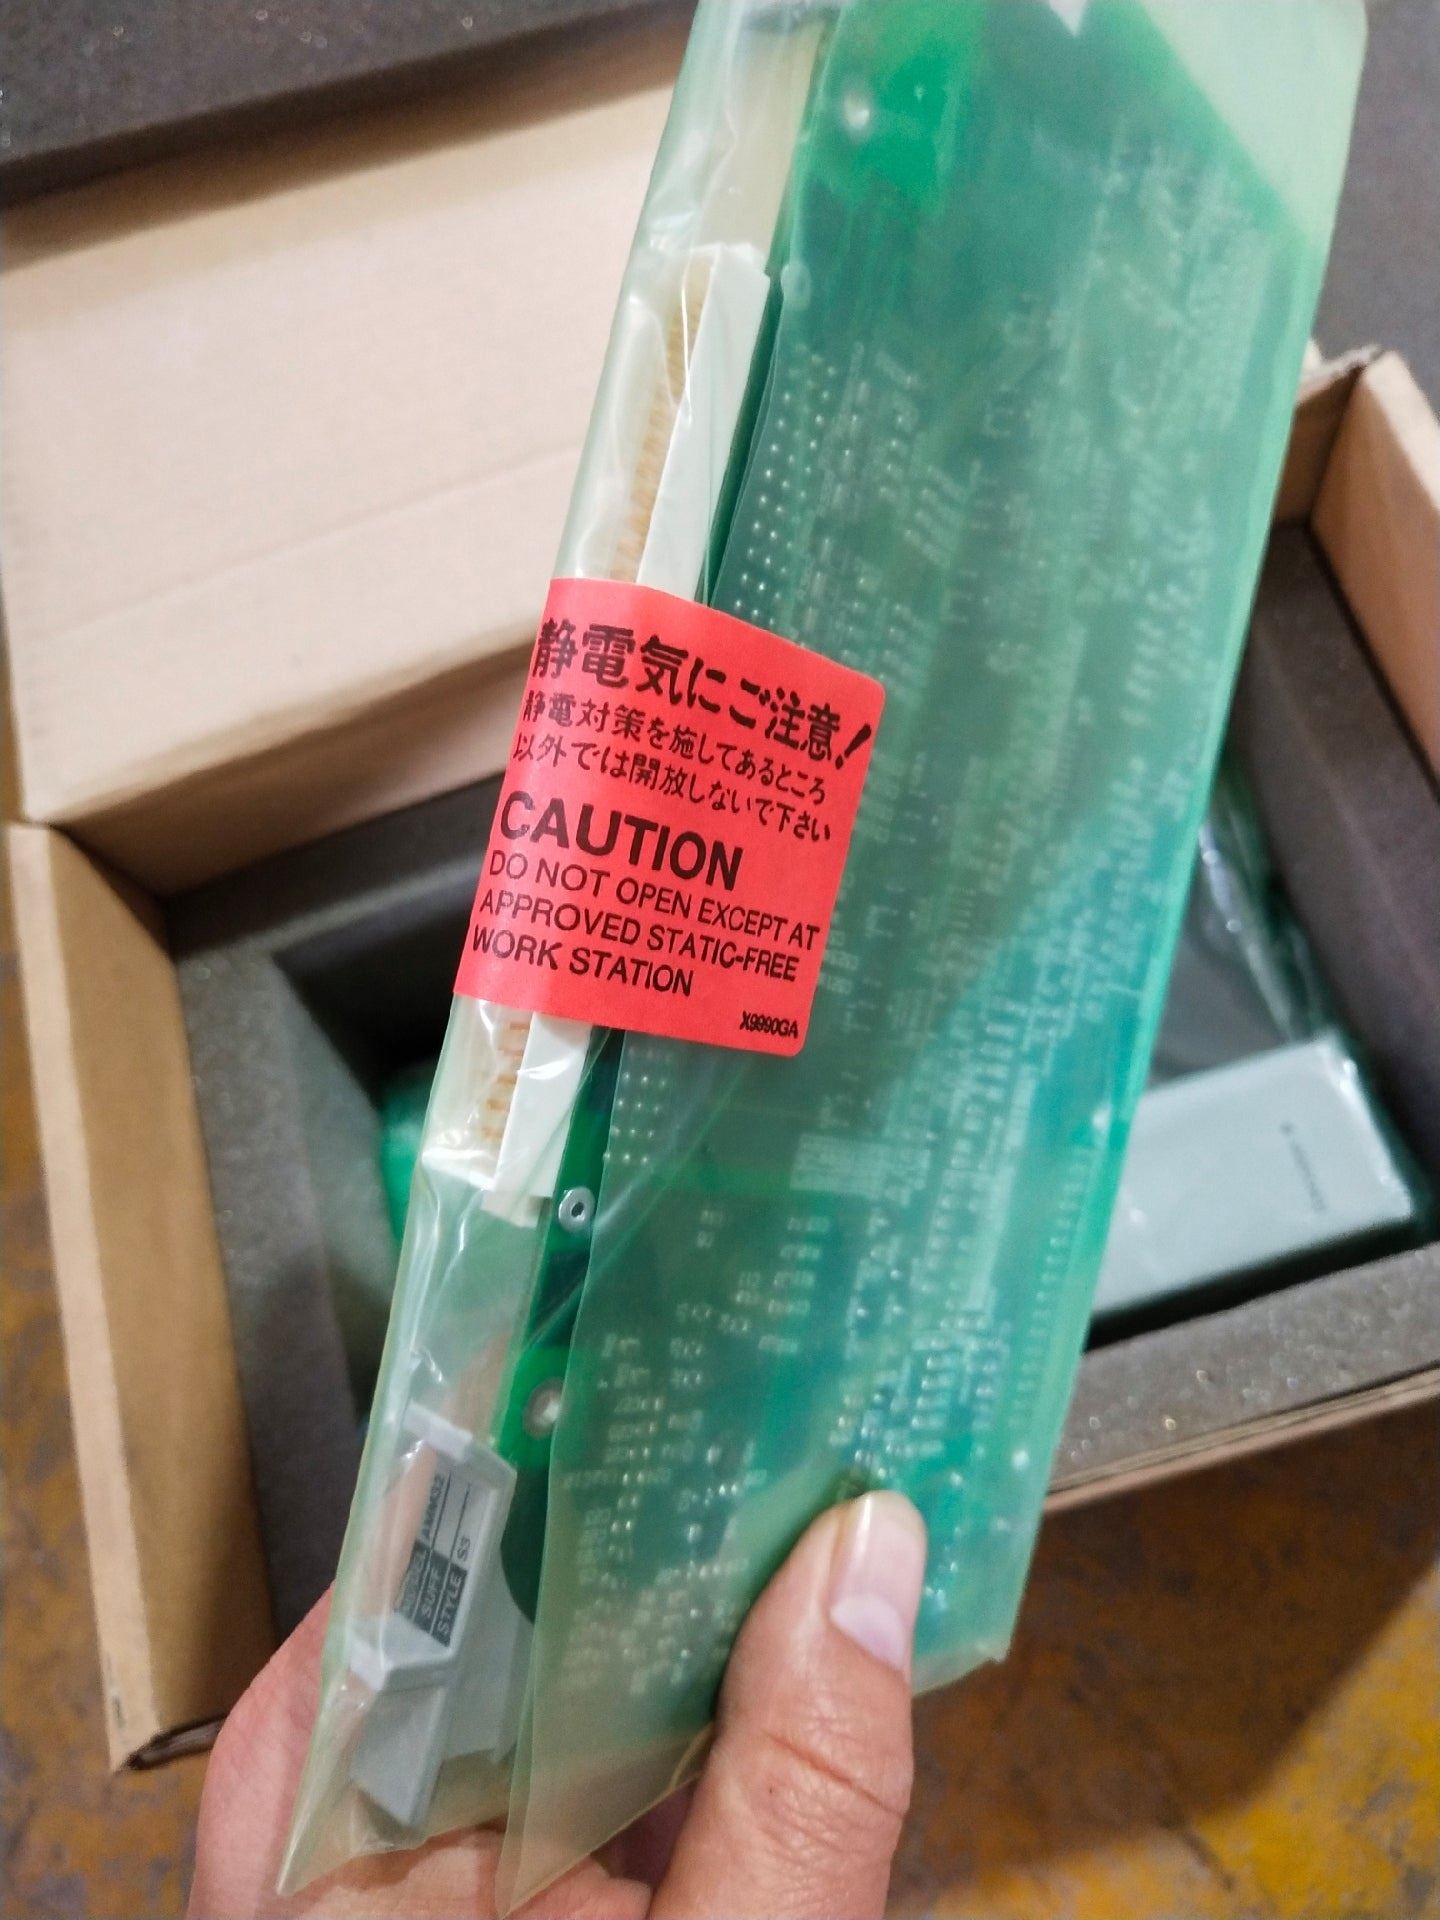 静電気にご注意!
静電対策を施してあるところ
以外では開放しないで下さい
CAUTION
DO NOT OPEN EXCEPT AT
APPROVED STATIC-FREE
WORK STATION
X9990GA
MODEL AMM32
SUFF
STYLE S3